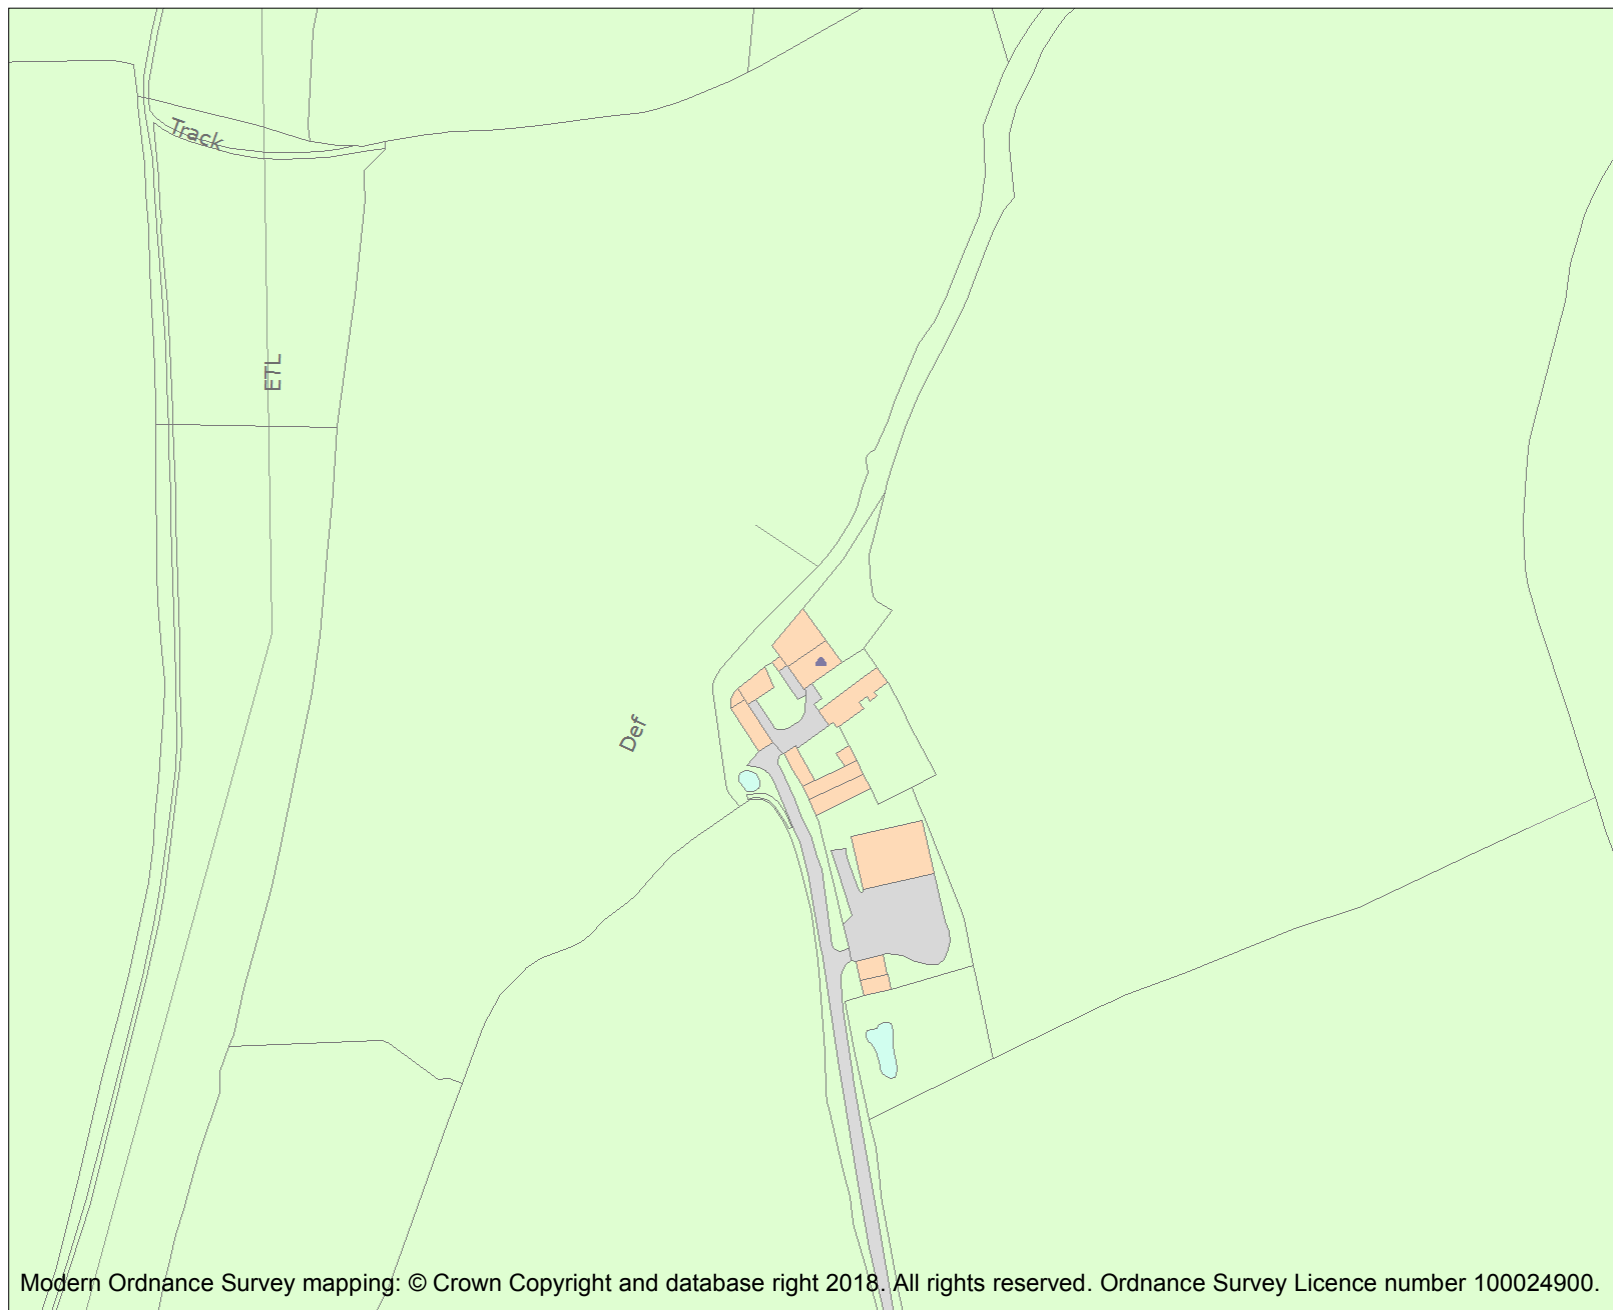 Track
ETL
Def
Modern Ordnance Survey mapping: © Crown Copyright and database right 2018. All rights reserved. Ordnance Survey Licence number 100024900.